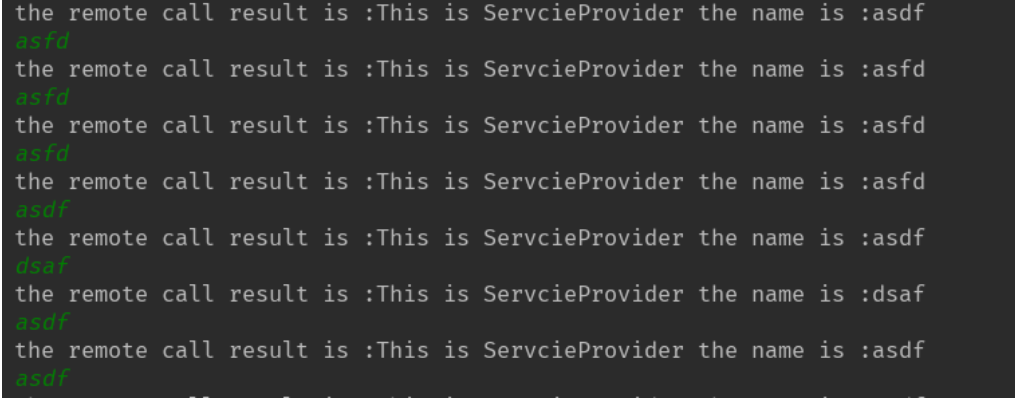 the remote call result is :This is ServcieProvider the name is :asdf
asfd
the remote call result is :This is ServcieProvider the name is :asfd
asfd
the remote call result is :This is ServcieProvider the name is :asfd
asfd
the remote call result is :This is ServcieProvider the name is :asfd
asdf
the remote call result is :This is ServcieProvider the name is :asdf
dsaf
the remote call result is :This is ServcieProvider the name is :dsaf
asdf
the remote call result is :This is ServcieProvider the name is :asdf
asdf